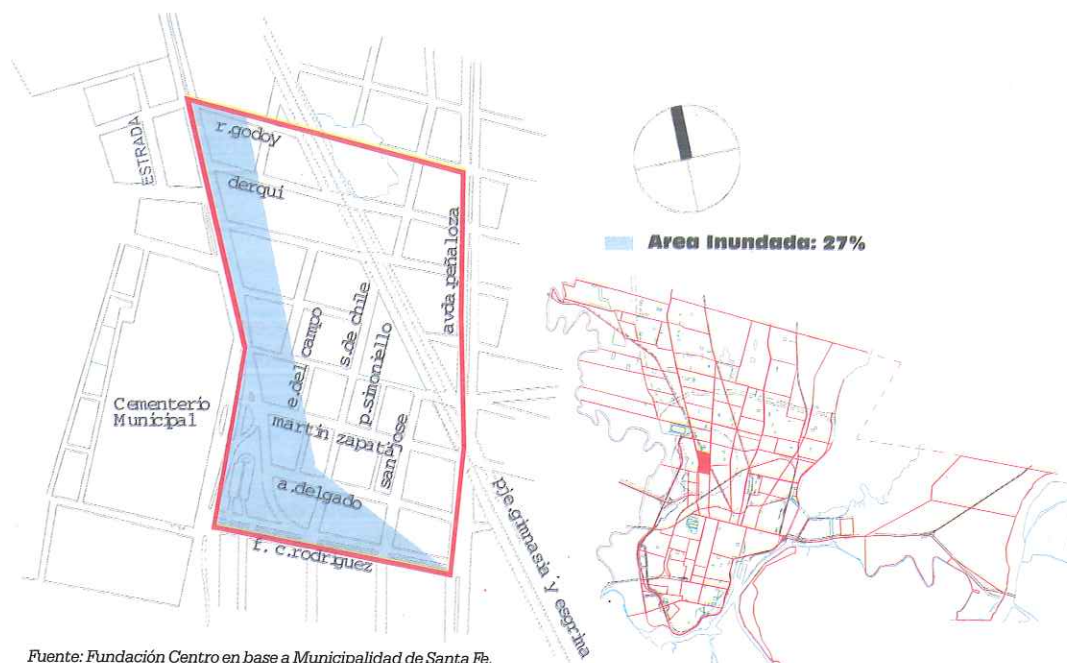 r.godoy
ESTRADA
derqui
avda.peñaloza
Area Inundada: 27%
s.de chile
e.del campo
p.simoniello
Cementerio
Municipal
martin zapata
san jose
a.delgado
pje.gimnasia y esgrima
f. c.rodriguez
Fuente: Fundación Centro en base a Municipalidad de Santa Fe.